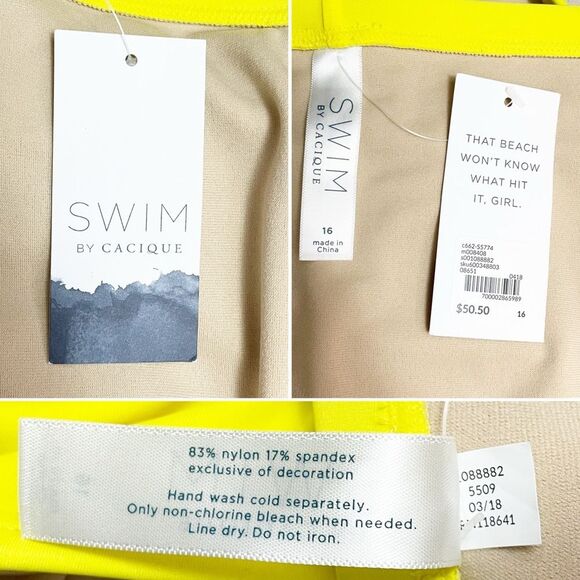 SWIM
BY CACIQUE
SWIM
BY CACIQUE
16
made in
China
THAT BEACH
WON'T KNOW
WHAT HIT
IT, GIRL.
c662-55774
m008408
s001088882
sku600348803
08651
0418
700002865989
$50.50
16
83% nylon 17% spandex
exclusive of decoration
Hand wash cold separately.
Only non-chlorine bleach when needed.
Line dry. Do not iron.
1088882
5509
03/18
118641